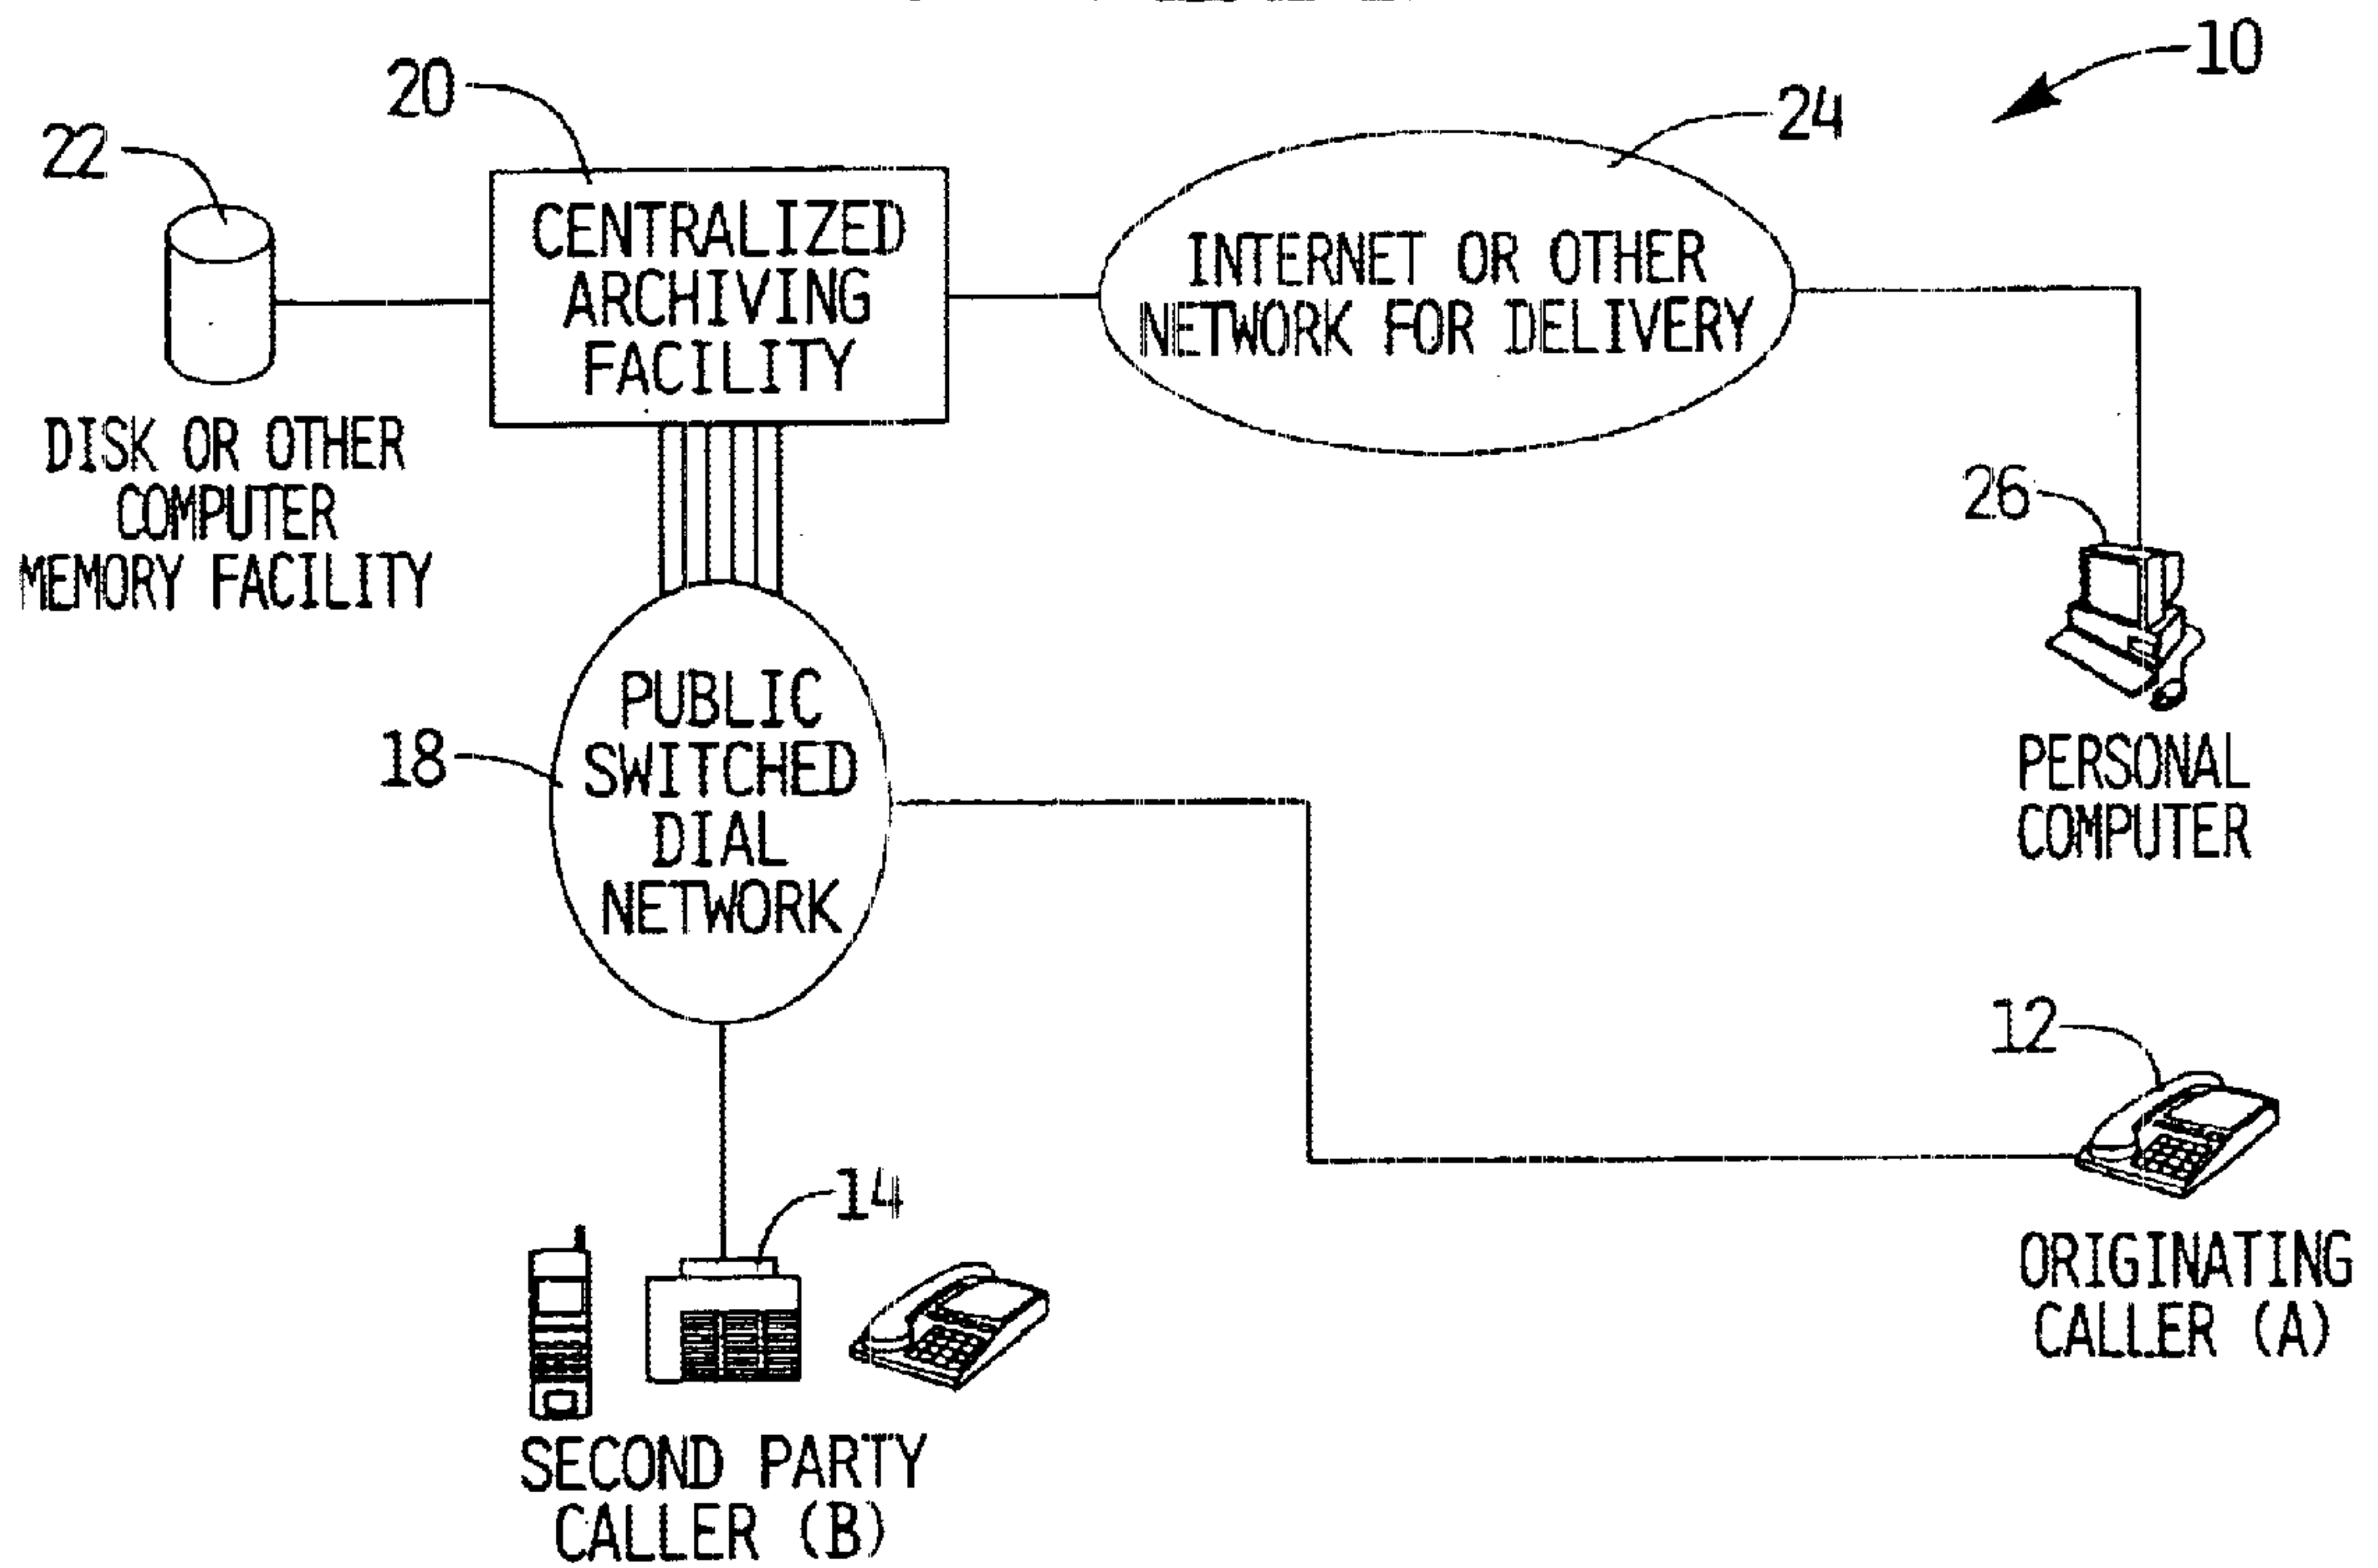 10
20
24
22
CENTRALIZED
ARCHIVING
FACILITY
INTERNET OR OTHER
NETWORK FOR DELIVERY
DISK OR OTHER
COMPUTER
MEMORY FACILITY
26
PUBLIC
SWITCHED
DIAL
NETWORK
18
PERSONAL
COMPUTER
12
14
ORIGINATING
CALLER (A)
SECOND PARTY
CALLER (B)